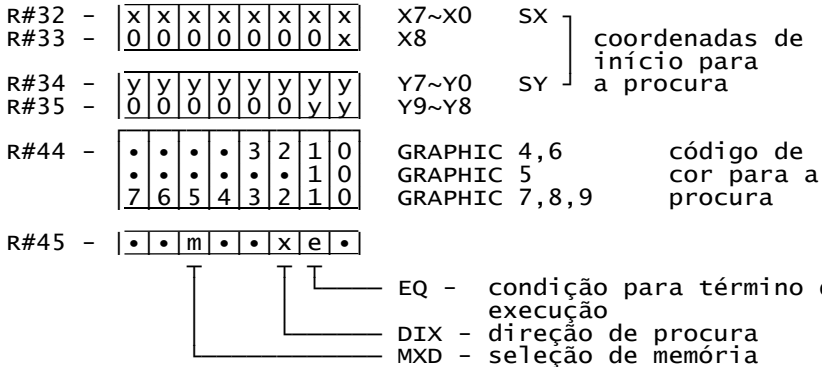 R#32 - |x|x|x|x|x|x|x|x| X7~X0 SX ┐
R#33 - |0|0|0|0|0|0|0|x| X8 │ coordenadas de
│ início para
R#34 - |y|y|y|y|y|y|y|y| Y7~Y0 SY ┘ a procura
R#35 - |0|0|0|0|0|0|y|y| Y9~Y8
R#44 - |•|•|•|•|3|2|1|0| GRAPHIC 4,6 código de
|•|•|•|•|•|•|1|0| GRAPHIC 5 cor para a
|7|6|5|4|3|2|1|0| GRAPHIC 7,8,9 procura
R#45 - |•|•|m|•|•|x|e|•|
EQ - condição para término
execução
DIX - direção de procura
MXD - seleção de memória